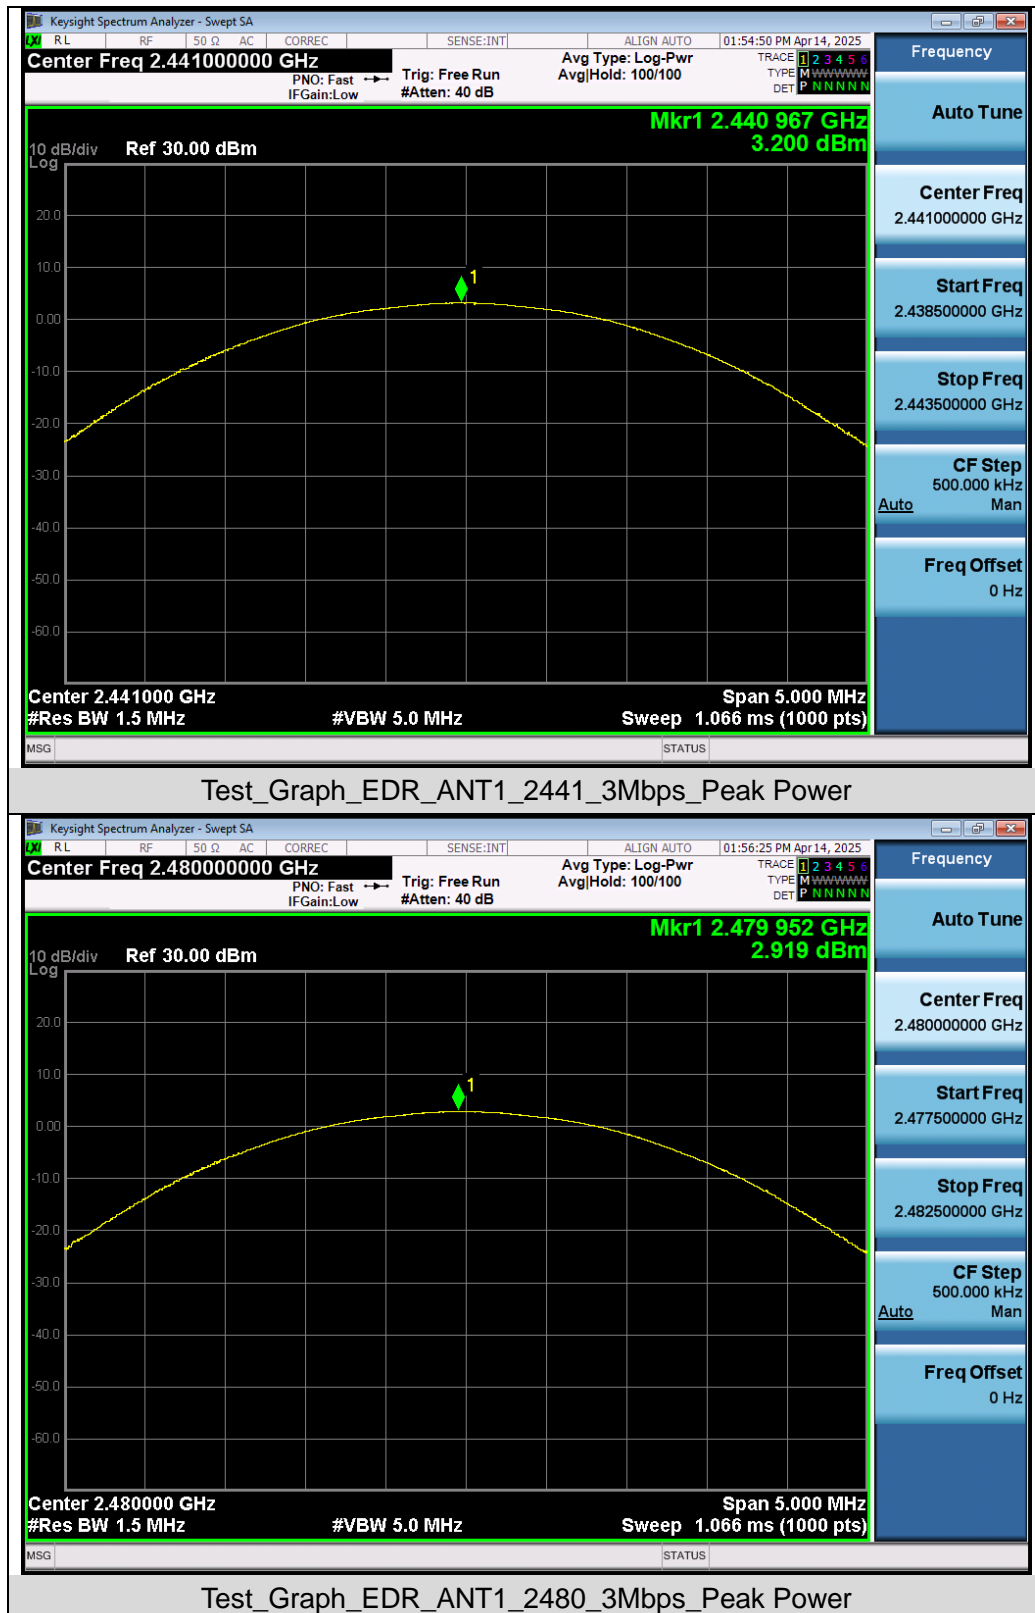 Keysight Spectrum Analyzer - Swept SA
LXI RL RF 50 Ω AC CORREC SENSE:INT ALIGN AUTO 01:54:50 PM Apr 14, 2025
Center Freq 2.441000000 GHz
PNO: Fast
IFGain:Low
Trig: Free Run
#Atten: 40 dB
Avg Type: Log-Pwr
Avg|Hold: 100/100
TRACE 1 2 3 4 5 6
TYPE M W W W W W
DET P N N N N N
Mkr1 2.440 967 GHz
3.200 dBm
10 dB/div Ref 30.00 dBm
Log
20.0
10.0
0.00
-10.0
-20.0
-30.0
-40.0
-50.0
-60.0
1
Center 2.441000 GHz Span 5.000 MHz
#Res BW 1.5 MHz #VBW 5.0 MHz Sweep 1.066 ms (1000 pts)
MSG STATUS
Frequency
Auto Tune
Center Freq
2.441000000 GHz
Start Freq
2.438500000 GHz
Stop Freq
2.443500000 GHz
CF Step
500.000 kHz
Auto Man
Freq Offset
0 Hz
Test_Graph_EDR_ANT1_2441_3Mbps_Peak Power
Keysight Spectrum Analyzer - Swept SA
LXI RL RF 50 Ω AC CORREC SENSE:INT ALIGN AUTO 01:56:25 PM Apr 14, 2025
Center Freq 2.480000000 GHz
PNO: Fast
IFGain:Low
Trig: Free Run
#Atten: 40 dB
Avg Type: Log-Pwr
Avg|Hold: 100/100
TRACE 1 2 3 4 5 6
TYPE M W W W W W
DET P N N N N N
Mkr1 2.479 952 GHz
2.919 dBm
10 dB/div Ref 30.00 dBm
Log
20.0
10.0
0.00
-10.0
-20.0
-30.0
-40.0
-50.0
-60.0
1
Center 2.480000 GHz Span 5.000 MHz
#Res BW 1.5 MHz #VBW 5.0 MHz Sweep 1.066 ms (1000 pts)
MSG STATUS
Frequency
Auto Tune
Center Freq
2.480000000 GHz
Start Freq
2.477500000 GHz
Stop Freq
2.482500000 GHz
CF Step
500.000 kHz
Auto Man
Freq Offset
0 Hz
Test_Graph_EDR_ANT1_2480_3Mbps_Peak Power